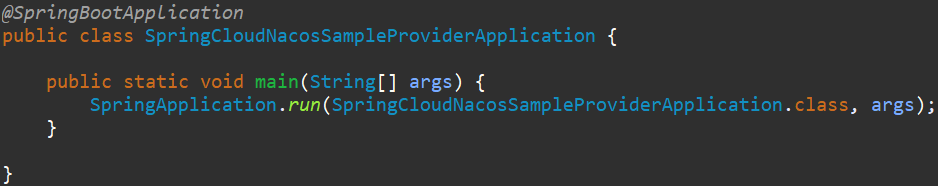 @SpringBootApplication
public class SpringCloudNacosSampleProviderApplication {
public static void main(String[] args) {
SpringApplication.run(SpringCloudNacosSampleProviderApplication.class, args);
}
}